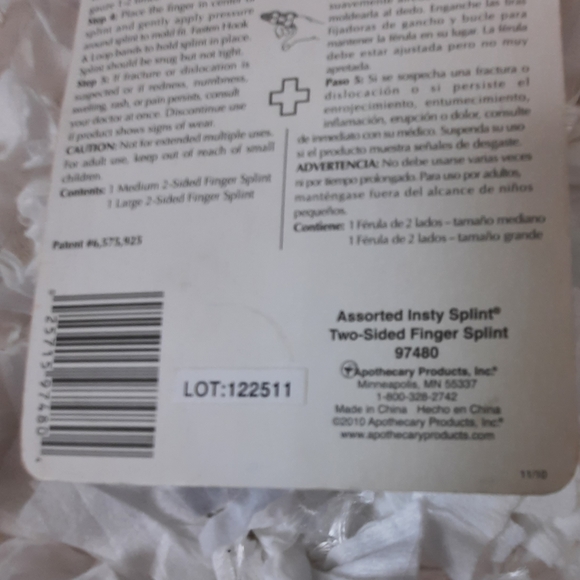 Step 4: Place the finger in center of
splint and gently apply pressure
around splint to mold fit. Fasten Hook
& Loop bands to hold splint in place.
Splint should be snug but not tight.
Step 5: If fracture or dislocation is
suspected or if redness, numbness,
swelling, rash, or pain persists, consult
your doctor at once. Discontinue use
if product shows signs of wear.
CAUTION: Not for extended multiple uses.
For adult use, keep out of reach of small
children.
Contents: 1 Medium 2-Sided Finger Splint
1 Large 2-Sided Finger Splint
Patent #6,575,925
suavemente
moldearla al dedo. Enganche las tiras
fijadoras de gancho y bucle para
mantener la férula en su lugar. La férula
debe estar ajustada pero no muy
apretada.
Paso 5: Si se sospecha una fractura o
dislocación o si persiste el
enrojecimiento, entumecimiento,
inflamación, erupción o dolor, consulte
de inmediato con su médico. Suspenda su uso
si el producto muestra señales de desgaste.
ADVERTENCIA: No debe usarse varias veces
ni por tiempo prolongado. Para uso por adultos,
manténgase fuera del alcance de niños
pequeños.
Contiene: 1 Férula de 2 lados – tamaño mediano
1 Férula de 2 lados – tamaño grande
25715 97480
LOT:122511
Assorted Insty Splint®
Two-Sided Finger Splint
97480
Apothecary Products, Inc.®
Minneapolis, MN 55337
1-800-328-2742
Made in China Hecho en China
©2010 Apothecary Products, Inc.®
www.apothecaryproducts.com
11/10